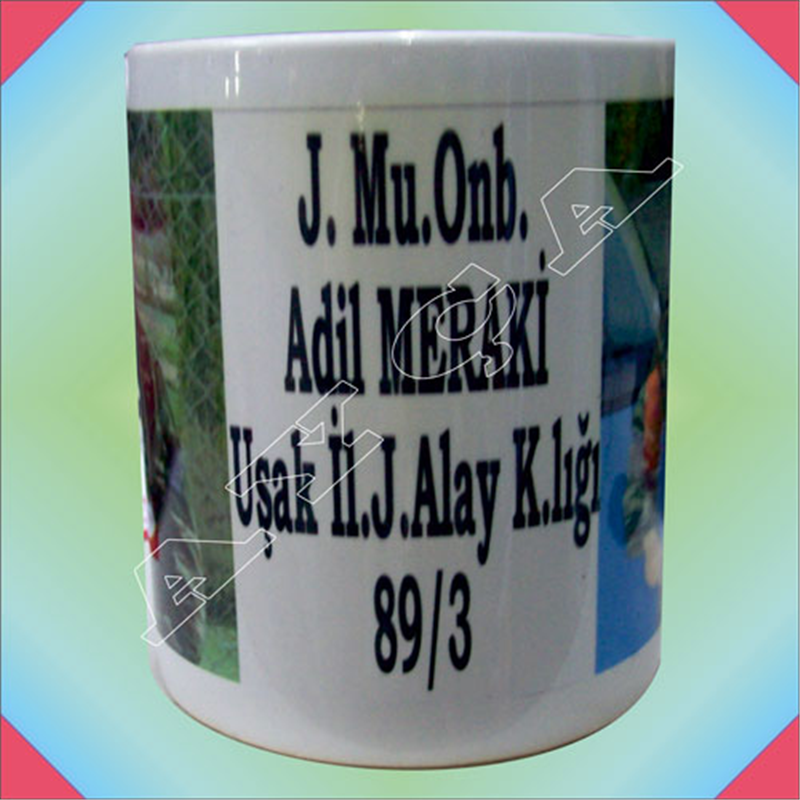 J. Mu.Onb.
Adil MERAKİ
Uşak İl.J.Alay K.lığı
89/3